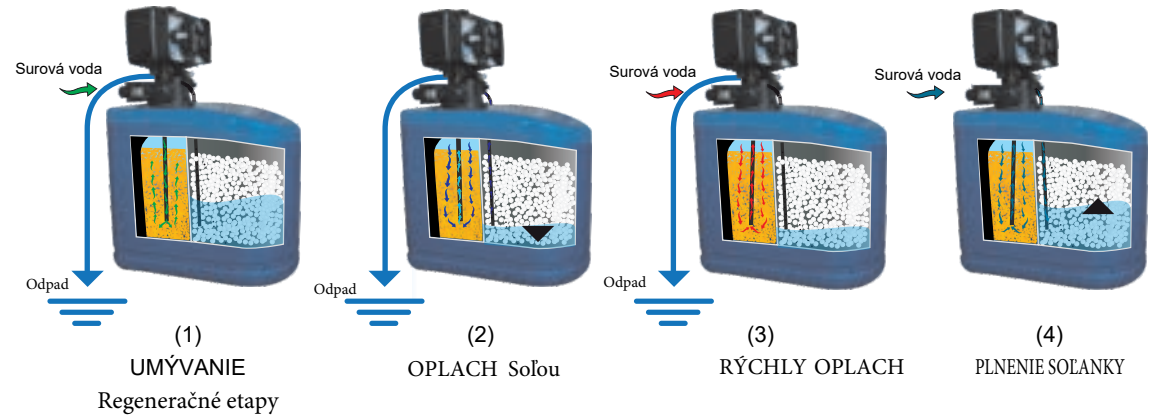 Surová voda
Odpad
(1)
UMÝVANIE
Regeneračné etapy
Odpad
(2)
OPLACH Soľou
Surová voda
Odpad
(3)
RÝCHLY OPLACH
Surová voda
(4)
PLNENIE SOĽANKY